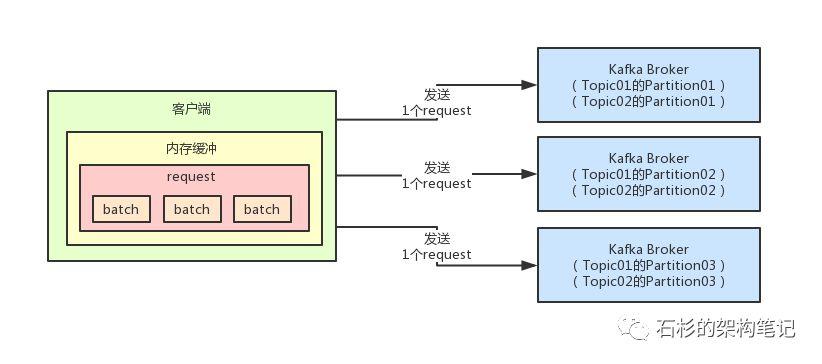 客户端
内存缓冲
request
batch
batch
batch
发送
1个request
发送
1个request
发送
1个request
Kafka Broker
（Topic01的Partition01）
（Topic02的Partition01）
Kafka Broker
（Topic01的Partition02）
（Topic02的Partition02）
Kafka Broker
（Topic01的Partition03）
（Topic02的Partition03）
石杉的架构笔记